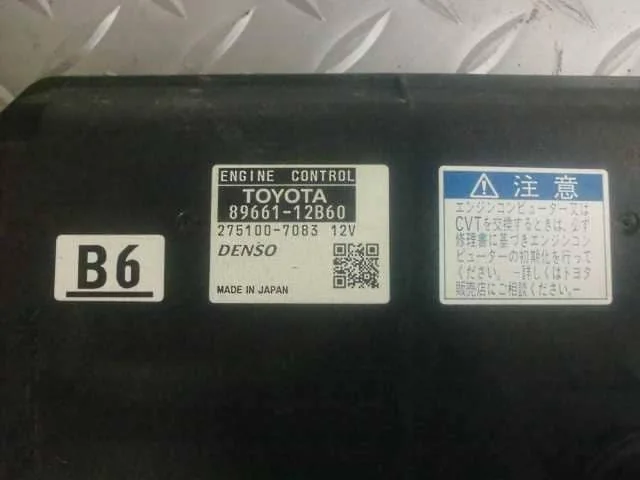 B6
ENGINE CONTROL
TOYOTA
89661-12B60
275100-7083 12V
DENSO
MADE IN JAPAN
注意
エンジンコンピューター又は
CVTを交換するときは、必ず
修理書に基づきエンジンコン
ピューターの初期化を行って
ください。−詳しくはトヨタ
販売店にご相談ください。−